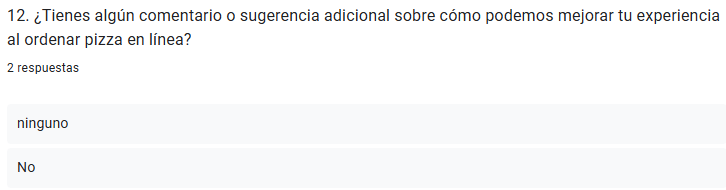 12. ¿Tienes algún comentario o sugerencia adicional sobre cómo podemos mejorar tu experiencia
al ordenar pizza en línea?
2 respuestas
ninguno
No